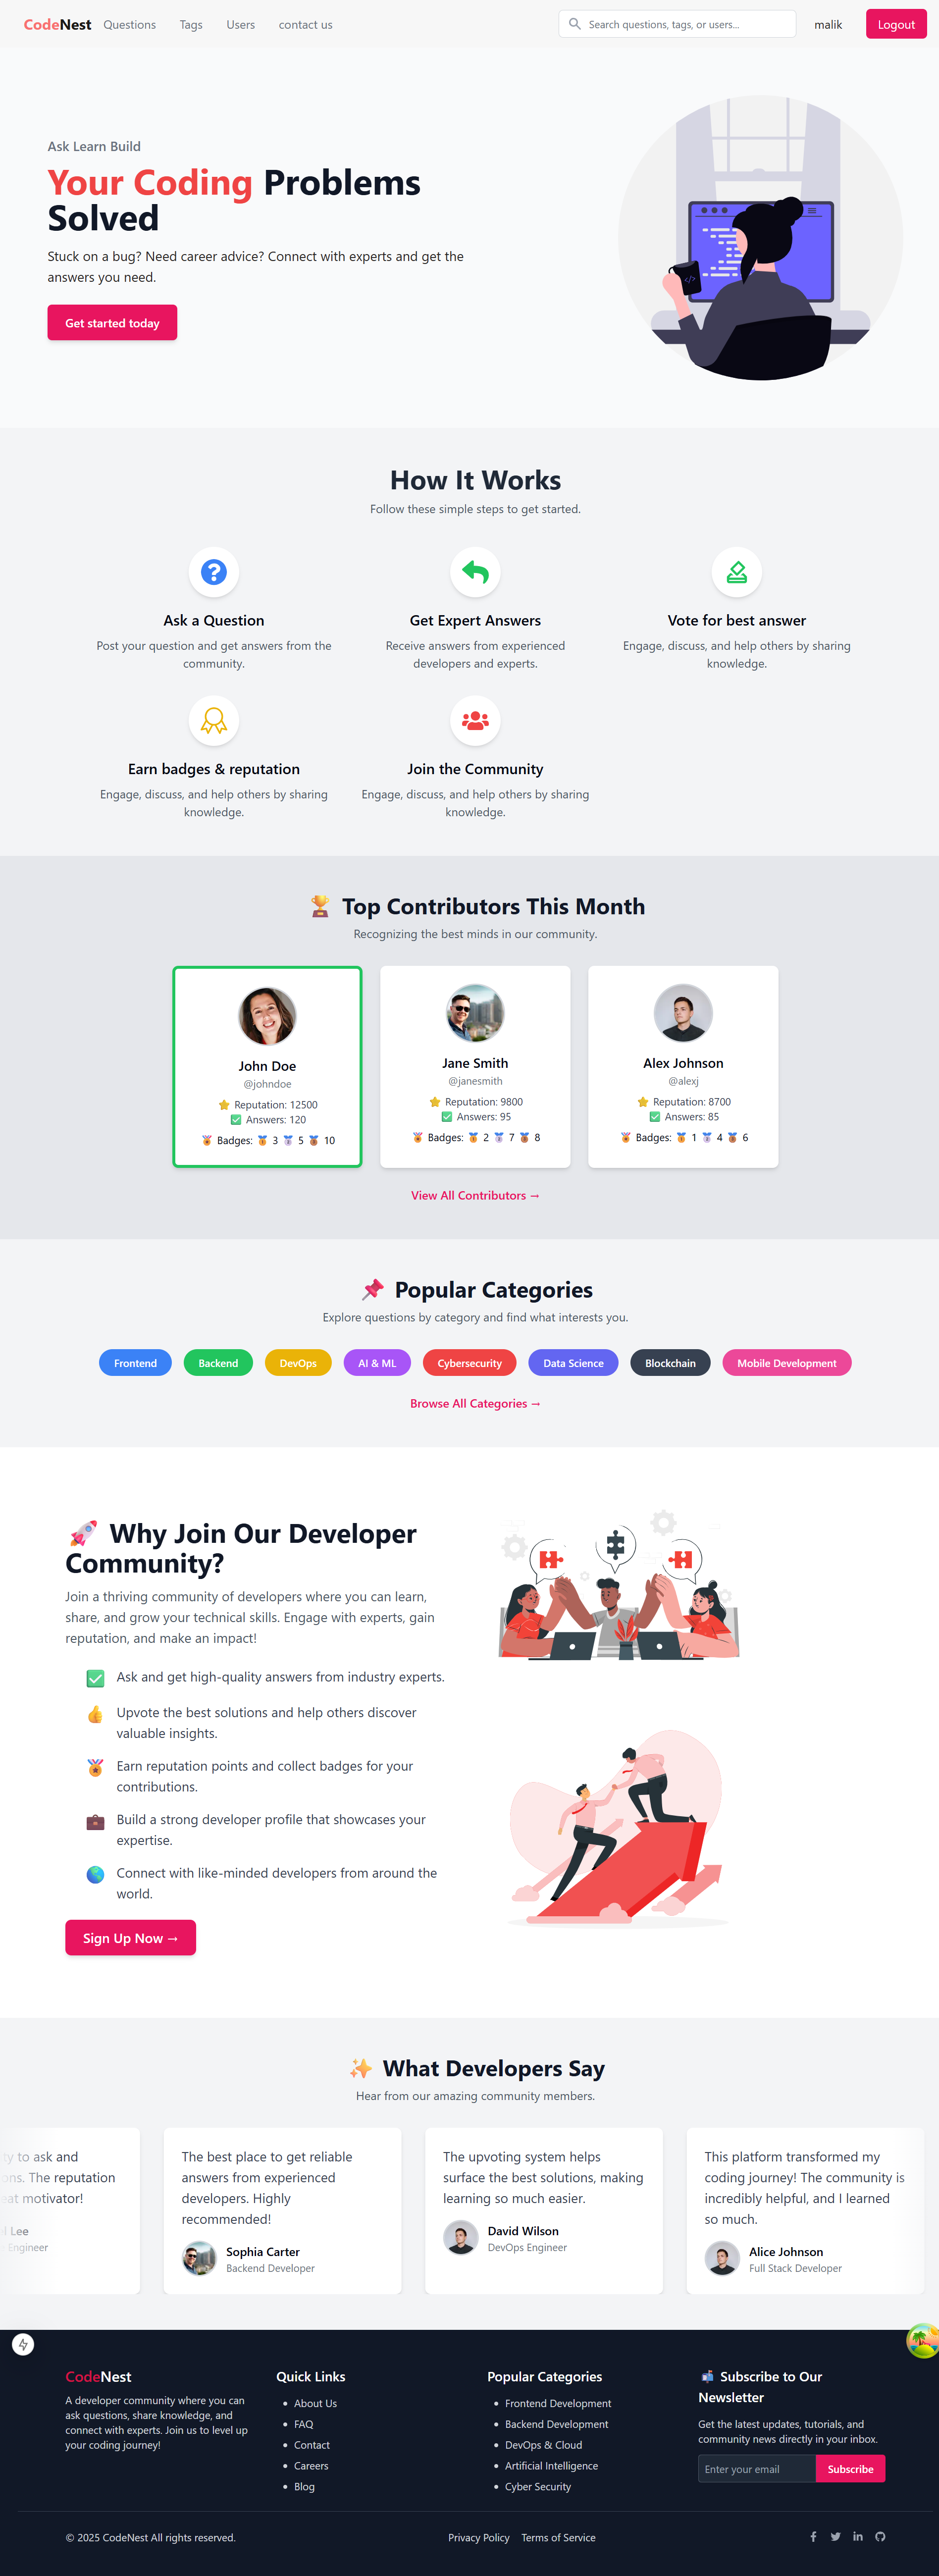 CodeNest Questions Tags Users contact us Search questions, tags, or users... malik Logout
Ask Learn Build
Your Coding Problems
Solved
Stuck on a bug? Need career advice? Connect with experts and get the
answers you need.
Get started today
How It Works
Follow these simple steps to get started.
Ask a Question
Post your question and get answers from the
community.
Get Expert Answers
Receive answers from experienced
developers and experts.
Vote for best answer
Engage, discuss, and help others by sharing
knowledge.
Earn badges & reputation
Engage, discuss, and help others by sharing
knowledge.
Join the Community
Engage, discuss, and help others by sharing
knowledge.
🏆 Top Contributors This Month
Recognizing the best minds in our community.
John Doe
@johndoe
⭐ Reputation: 12500
✅ Answers: 120
🎖 Badges: 🥇 3 🥈 5 🥉 10
Jane Smith
@janesmith
⭐ Reputation: 9800
✅ Answers: 95
🎖 Badges: 🥇 2 🥈 7 🥉 8
Alex Johnson
@alexj
⭐ Reputation: 8700
✅ Answers: 85
🎖 Badges: 🥇 1 🥈 4 🥉 6
View All Contributors →
📌 Popular Categories
Explore questions by category and find what interests you.
Frontend Backend DevOps AI & ML Cybersecurity Data Science Blockchain Mobile Development
Browse All Categories →
🚀 Why Join Our Developer
Community?
Join a thriving community of developers where you can learn,
share, and grow your technical skills. Engage with experts, gain
reputation, and make an impact!
✅ Ask and get high-quality answers from industry experts.
👍 Upvote the best solutions and help others discover
valuable insights.
🏅 Earn reputation points and collect badges for your
contributions.
💼 Build a strong developer profile that showcases your
expertise.
🌎 Connect with like-minded developers from around the
world.
Sign Up Now →
✨ What Developers Say
Hear from our amazing community members.
ty to ask and
ons. The reputation
eat motivator!
l Lee
Engineer
The best place to get reliable
answers from experienced
developers. Highly
recommended!
Sophia Carter
Backend Developer
The upvoting system helps
surface the best solutions, making
learning so much easier.
David Wilson
DevOps Engineer
This platform transformed my
coding journey! The community is
incredibly helpful, and I learned
so much.
Alice Johnson
Full Stack Developer
CodeNest
A developer community where you can
ask questions, share knowledge, and
connect with experts. Join us to level up
your coding journey!
Quick Links
• About Us
• FAQ
• Contact
• Careers
• Blog
Popular Categories
• Frontend Development
• Backend Development
• DevOps & Cloud
• Artificial Intelligence
• Cyber Security
📬 Subscribe to Our
Newsletter
Get the latest updates, tutorials, and
community news directly in your inbox.
Enter your email Subscribe
© 2025 CodeNest All rights reserved. Privacy Policy Terms of Service